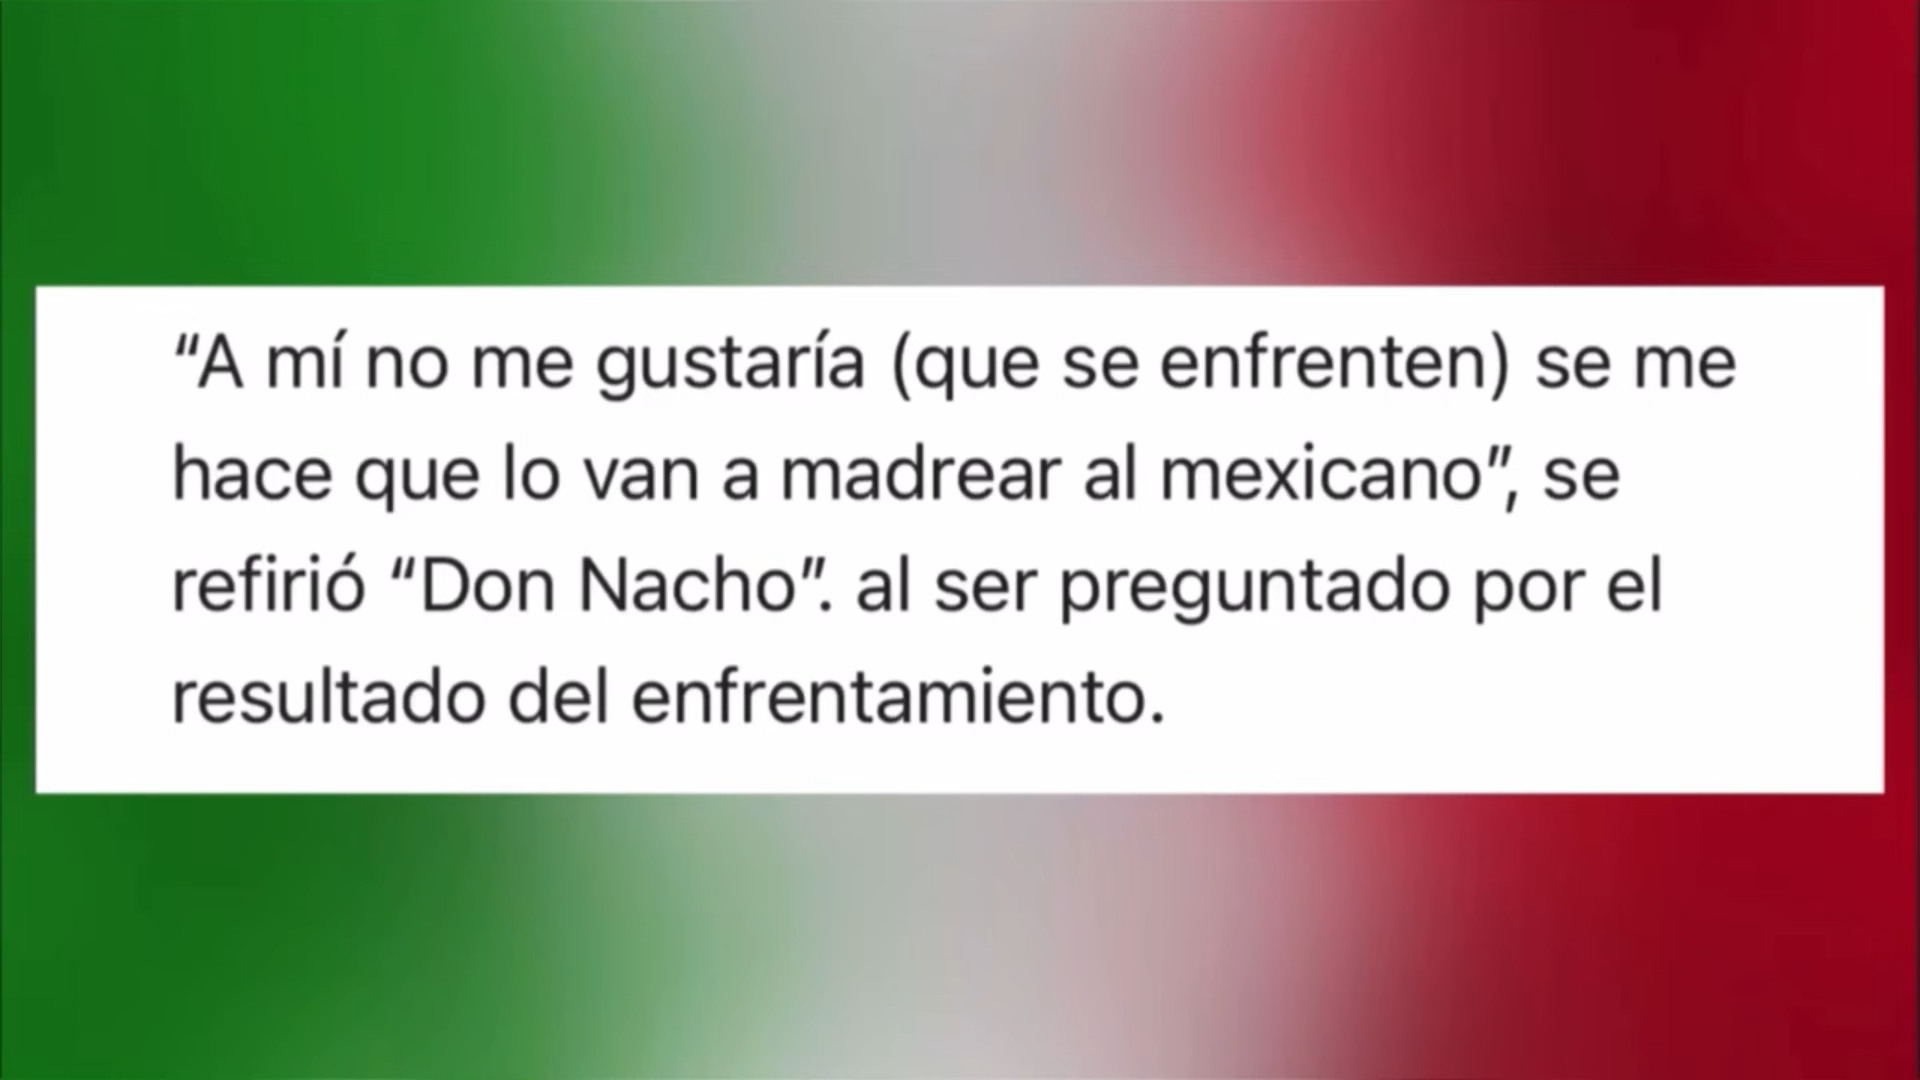 “A mí no me gustaría (que se enfrenten) se me
hace que lo van a madrear al mexicano”, se
refirió “Don Nacho”. al ser preguntado por el
resultado del enfrentamiento.